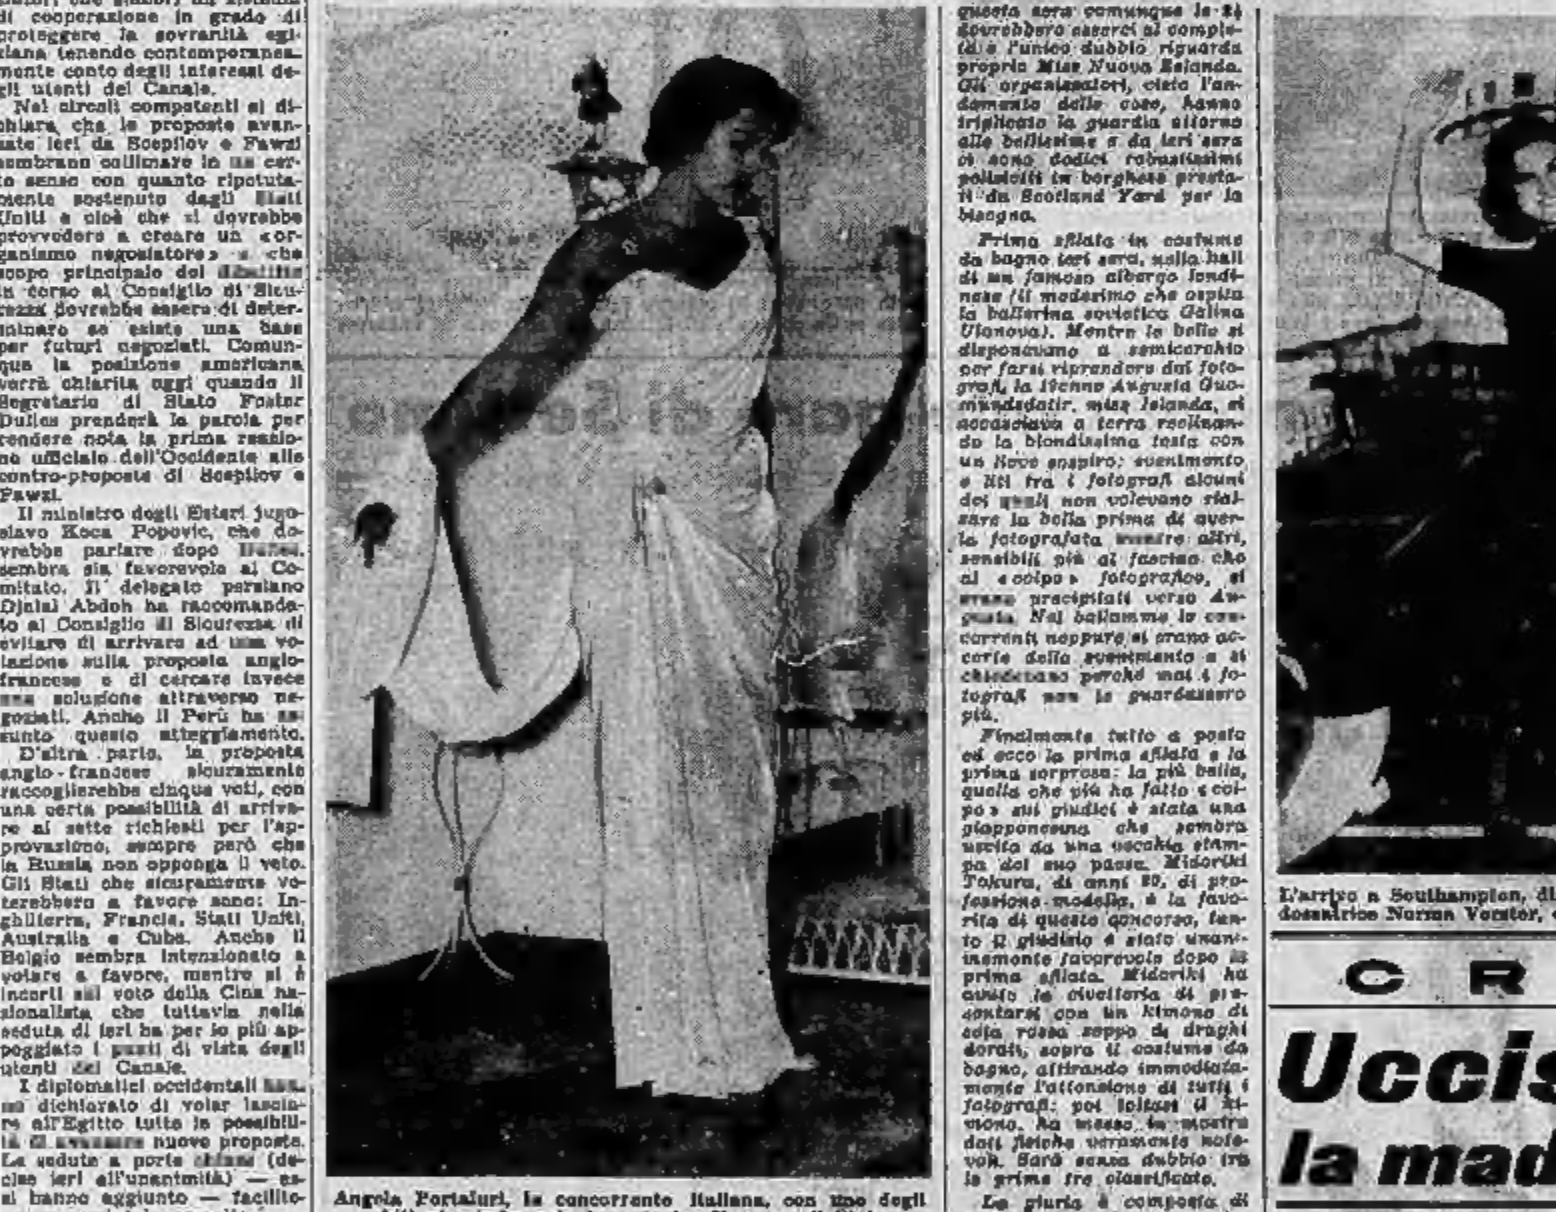 di cooperazione in grado di
proteggere la sovranità egi-
ziana tenendo contemporanea-
mente conto degli interessi de-
gli utenti del Canale.
Nei circoli competenti si di-
chiara che le proposte avan-
zate ieri da Scepilov e Fawzi
sembrano collimare in un cer-
to senso con quanto ripetuta-
mente sostenuto dagli Stati
Uniti e cioè che si dovrebbe
provvedere a creare un «or-
ganismo negoziatore» e che
scopo principale del dibattito
in corso al Consiglio di Sicu-
rezza dovrebbe essere di deter-
minare se esiste una base
per futuri negoziati. Comun-
que la posizione americana
verrà chiarita oggi quando il
Segretario di Stato Foster
Dulles prenderà la parola per
rendere nota la prima reazio-
ne ufficiale dell'Occidente alle
contro-proposte di Scepilov e
Fawzi.
Il ministro degli Esteri jugo-
slavo Koca Popovic, che do-
vrebbe parlare dopo Dulles,
sembra sia favorevole al Co-
mitato. Il delegato persiano
Djalal Abdoh ha raccomanda-
to al Consiglio di Sicurezza di
evitare di arrivare ad una vo-
tazione sulla proposta anglo-
francese e di cercare invece
una soluzione attraverso ne-
goziati. Anche il Perù ha as-
sunto questo atteggiamento.
D'altra parte, la proposta
anglo-francese sicuramente
raccoglierebbe cinque voti, con
una certa possibilità di arriva-
re ai sette richiesti per l'ap-
provazione, sempre però che
la Russia non opponga il veto.
Gli Stati che sicuramente vo-
terebbero a favore sono: In-
ghilterra, Francia, Stati Uniti,
Australia e Cuba. Anche il
Belgio sembra intenzionato a
votare a favore, mentre si è
incerti sul voto della Cina na-
zionalista, che tuttavia nella
seduta di ieri ha per lo più ap-
poggiato i punti di vista degli
utenti del Canale.
I diplomatici occidentali han-
no dichiarato di voler lascia-
re all'Egitto tutte le possibili-
tà di avanzare nuove proposte.
Le sedute a porte chiuse (de-
cise ieri all'unanimità) — es-
si hanno aggiunto — facilite-
Angela Portaluri, la concorrente italiana, con uno degli
questa sera comunque le 24
dovrebbero esserci al comple-
to e l'unico dubbio riguarda
proprio Miss Nuova Zelanda.
Gli organizzatori, visto l'an-
damento delle cose, hanno
triplicato la guardia attorno
alle bellissime e da ieri sera
ci sono dodici robustissimi
poliziotti in borghese presta-
ti da Scotland Yard per la
bisogna.
Prima sfilata in costume
da bagno ieri sera, nella hall
di un famoso albergo londi-
nese (il medesimo che ospita
la ballerina sovietica Galina
Ulanova). Mentre le belle si
disponevano a semicerchio
per farsi riprendere dai foto-
grafi, la 19enne Augusta Guo-
mundsdotir, miss Islanda, si
accasciava a terra reclinan-
do la biondissima testa con
un lieve sospiro: svenimento
e liti fra i fotografi alcuni
dei quali non volevano rial-
zare la bella prima di aver-
la fotografata mentre altri,
sensibili più al fascino che
al «colpo» fotografico, si
erano precipitati verso Au-
gusta. Nel bailamme le con-
correnti neppure si erano ac-
corte dello svenimento e si
chiedevano perché mai i fo-
tografi non le guardassero
più.
Finalmente tutto a posto
ed ecco la prima sfilata e la
prima sorpresa: la più bella,
quella che più ha fatto «col-
po» sui giudici è stata una
giapponesina che sembra
uscita da una vecchia stam-
pa del suo paese. Midoriki
Tokura, di anni 20, di pro-
fessione modella, è la favo-
rita di questo concorso, tan-
to il giudizio è stato unani-
memente favorevole dopo la
prima sfilata. Midoriki ha
avuto la civetteria di pre-
sentarsi con un kimono di
seta rossa zeppo di draghi
dorati, sopra il costume da
bagno, attirando immediata-
mente l'attenzione di tutti i
fotografi: poi toltasi il ki-
mono, ha messo in mostra
doti fisiche veramente note-
voli. Sarà senza dubbio tra
le prime tre classificate.
La giuria è composta di
L'arrivo a Southampton, di
dossatrice Norma Vorster,
C R
Uccis
la mad